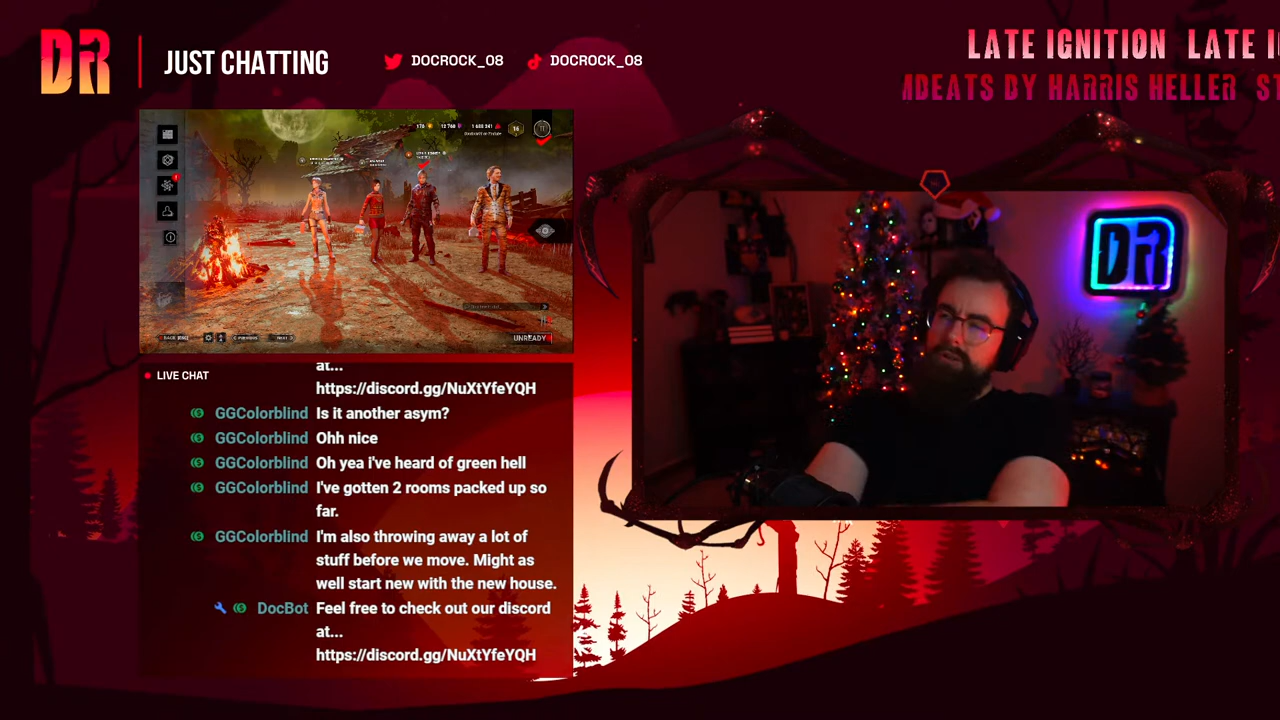 DR
JUST CHATTING
DOCROCK_08
DOCROCK_08
LATE IGNITION LATE
BEATS BY HARRIS HELLER
UNREADY
DR
LIVE CHAT
at...
https://discord.gg/NuXtYfeYQH
GGColorblind Is it another asym?
GGColorblind Ohh nice
GGColorblind Oh yea i've heard of green hell
GGColorblind I've gotten 2 rooms packed up so
far.
GGColorblind I'm also throwing away a lot of
stuff before we move. Might as
well start new with the new house.
DocBot Feel free to check out our discord
at...
https://discord.gg/NuXtYfeYQH